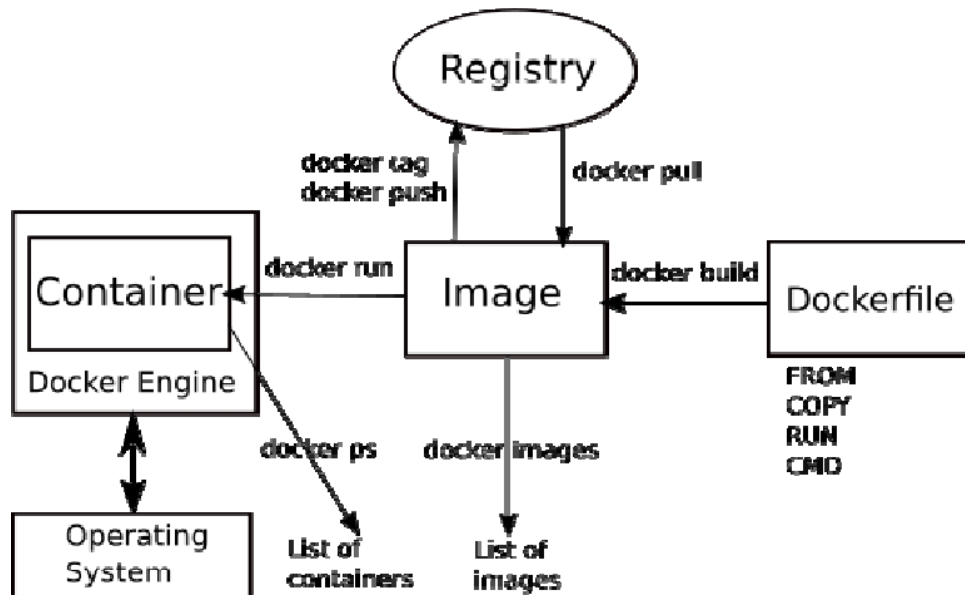 Registry
docker tag
docker push
docker pull
docker run
docker build
Container
Image
Dockerfile
Docker Engine
FROM
COPY
RUN
CMD
docker ps
docker images
Operating
System
List of
containers
List of
images